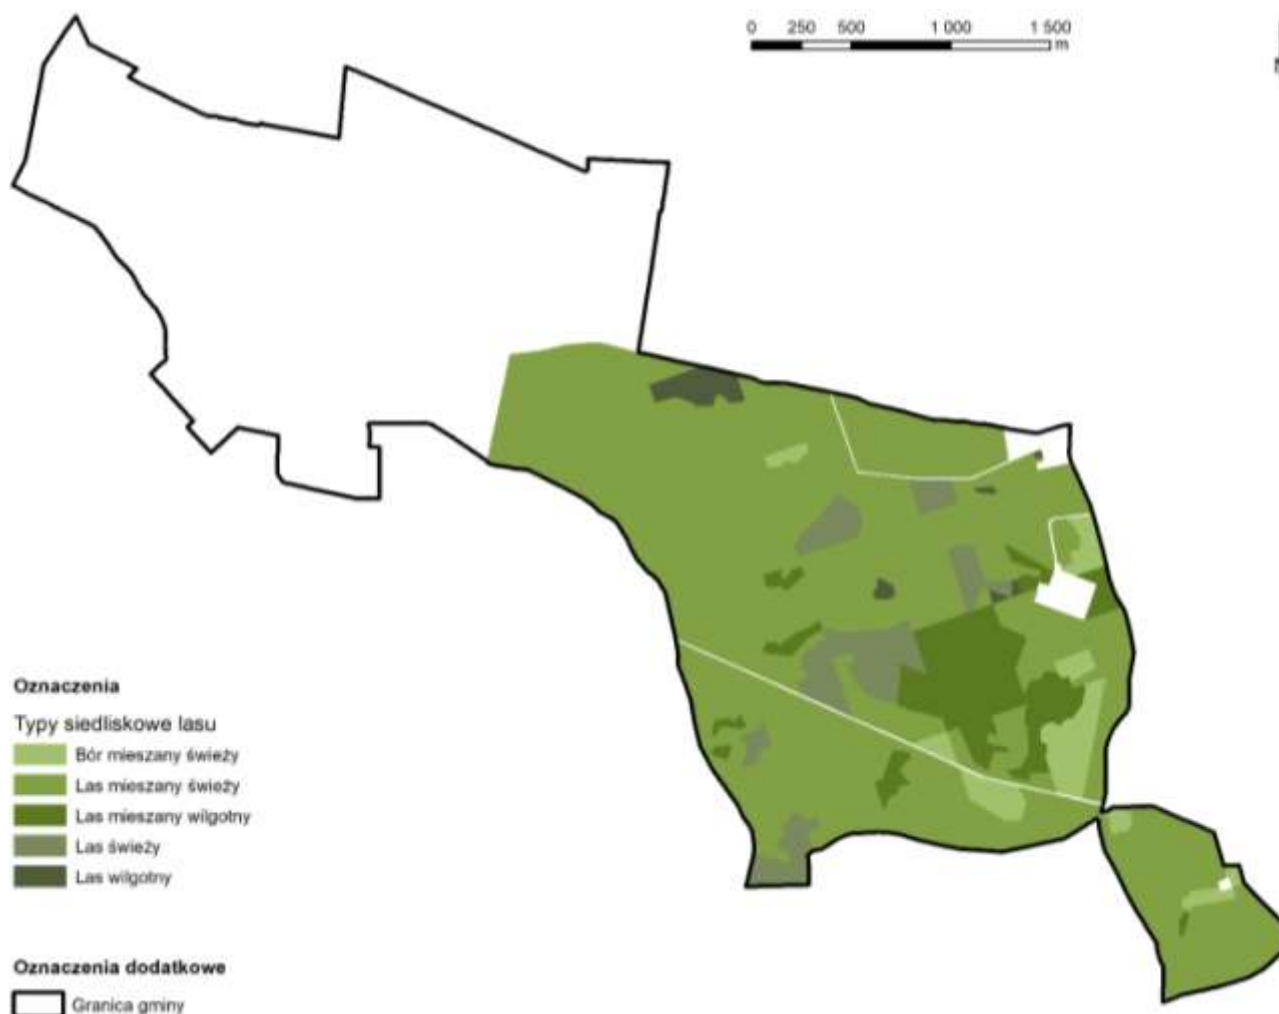 0 250 500 1 000 1 500
m
Oznaczenia
Typy siedliskowe lasu
Bór mieszany świeży
Las mieszany świeży
Las mieszany wilgotny
Las świeży
Las wilgotny
Oznaczenia dodatkowe
Granica gminy